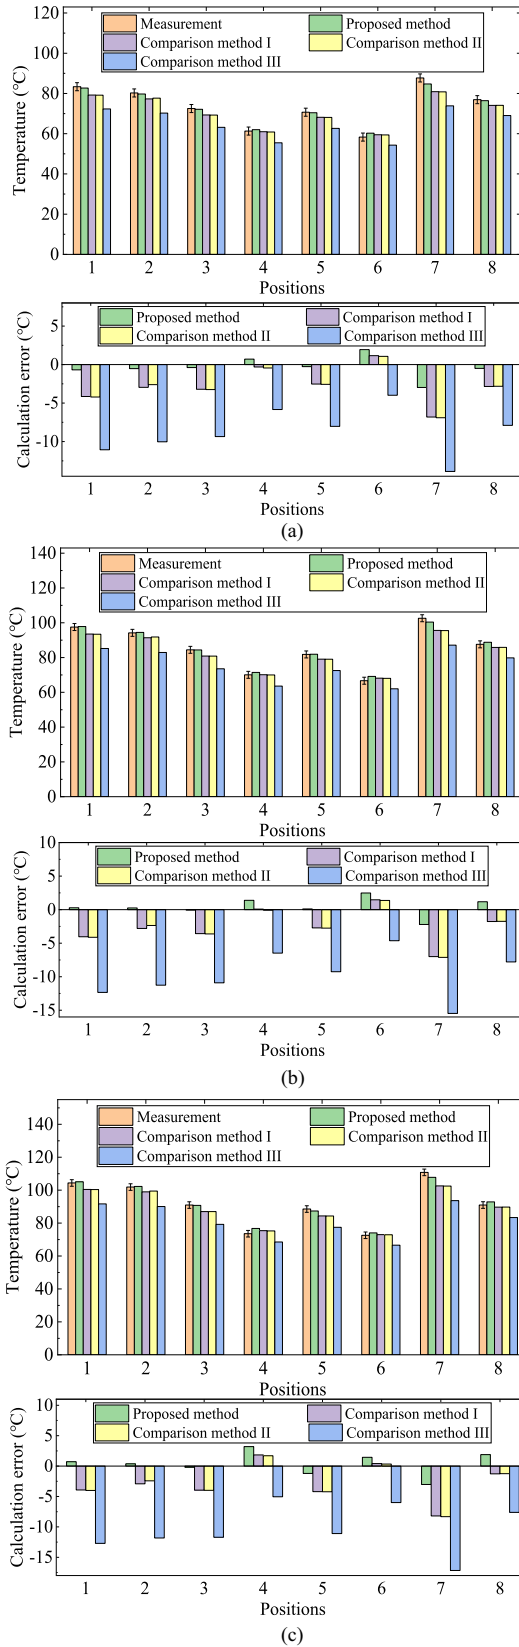 Measurement Proposed method
Comparison method I Comparison method II
Comparison method III
Temperature (°C)
120
100
80
60
40
20
0
1 2 3 4 5 6 7 8
Positions
Proposed method Comparison method I
Comparison method II Comparison method III
Calculation error (°C)
5
0
-5
-10
1 2 3 4 5 6 7 8
Positions
(a)
Measurement Proposed method
Comparison method I Comparison method II
Comparison method III
Temperature (°C)
140
120
100
80
60
40
20
0
1 2 3 4 5 6 7 8
Positions
Proposed method Comparison method I
Comparison method II Comparison method III
Calculation error (°C)
10
5
0
-5
-10
-15
1 2 3 4 5 6 7 8
Positions
(b)
Measurement Proposed method
Comparison method I Comparison method II
Comparison method III
Temperature (°C)
140
120
100
80
60
40
20
0
1 2 3 4 5 6 7 8
Positions
Proposed method Comparison method I
Comparison method II Comparison method III
Calculation error (°C)
10
5
0
-5
-10
-15
1 2 3 4 5 6 7 8
Positions
(c)